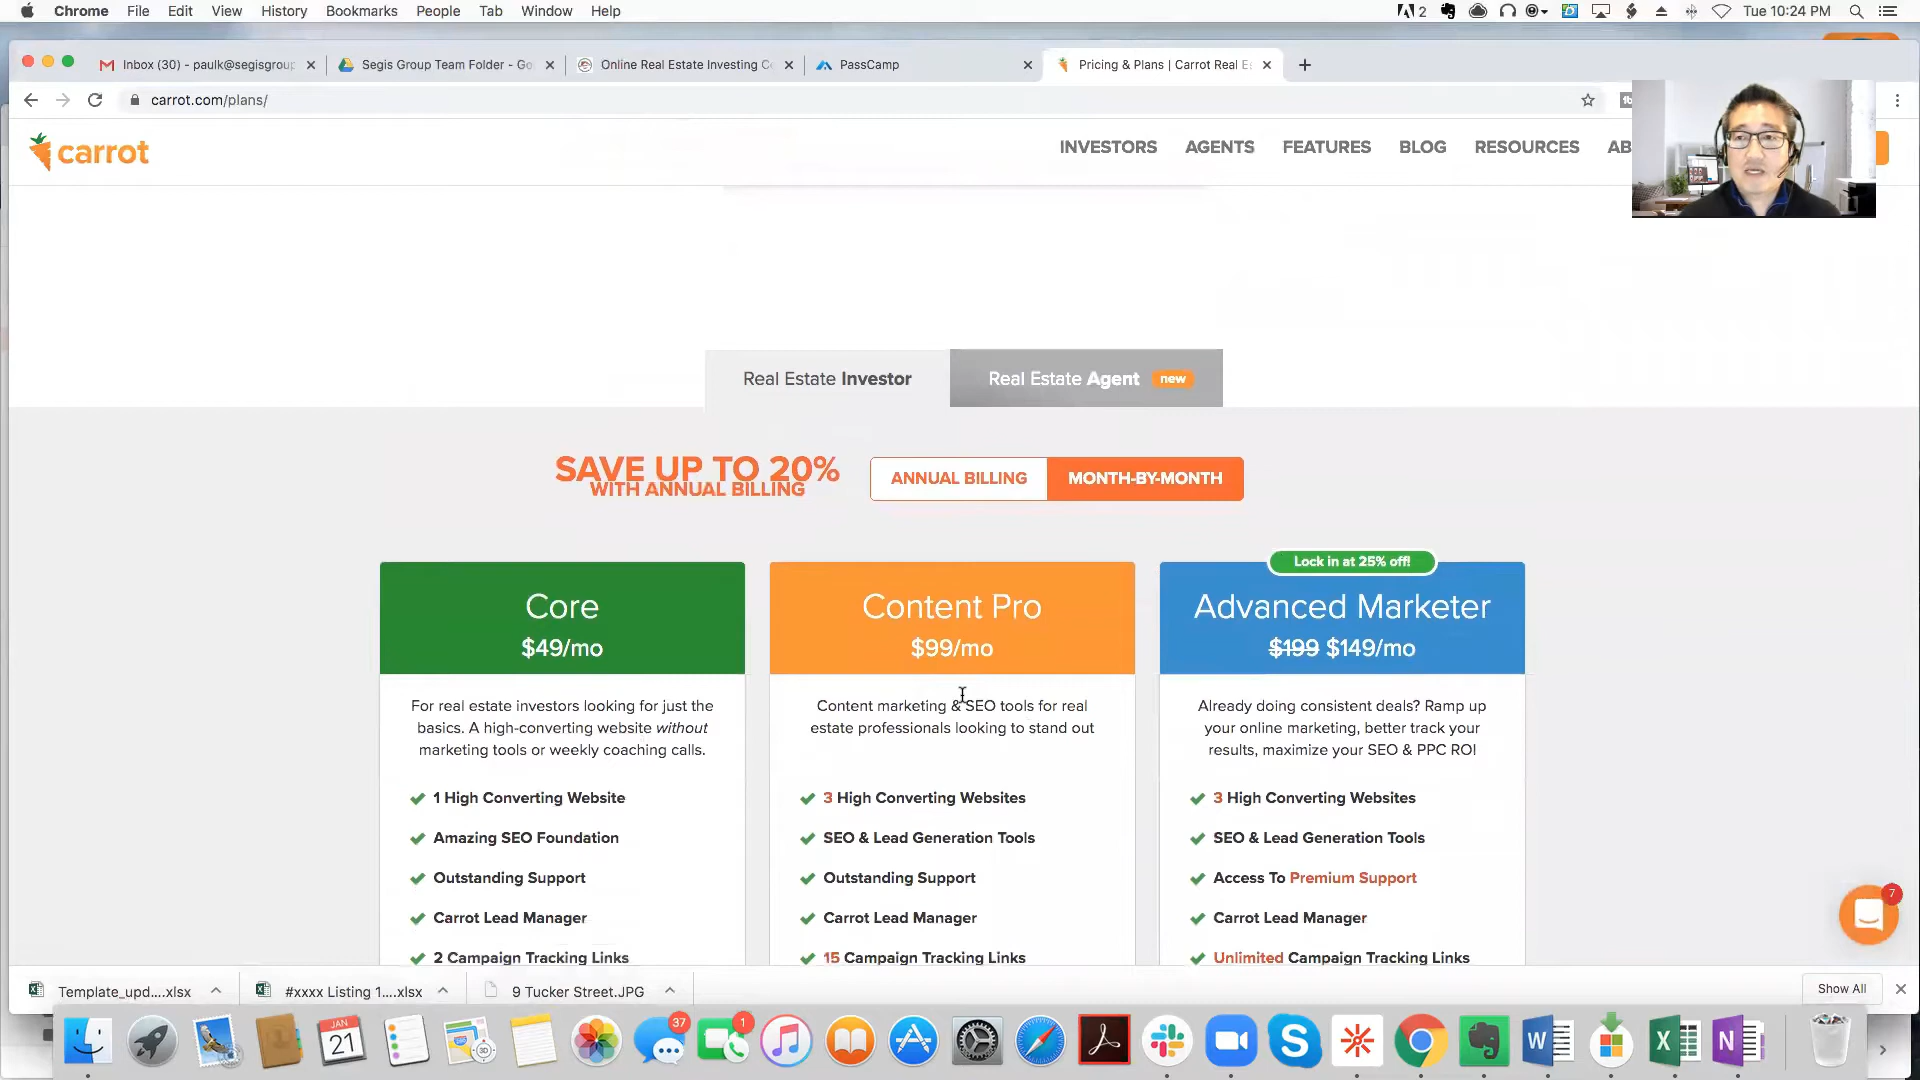 Chrome File Edit View History Bookmarks People Tab Window Help
2
Tue 10:24 PM
Inbox (30) - paulk@segisgroup
Segis Group Team Folder - Go
Online Real Estate Investing C
PassCamp
Pricing & Plans | Carrot Real E
carrot.com/plans/
carrot
INVESTORS AGENTS FEATURES BLOG RESOURCES AB
Real Estate Investor
Real Estate Agent new
SAVE UP TO 20%
WITH ANNUAL BILLING
ANNUAL BILLING
MONTH-BY-MONTH
Core
$49/mo
For real estate investors looking for just the
basics. A high-converting website without
marketing tools or weekly coaching calls.
1 High Converting Website
Amazing SEO Foundation
Outstanding Support
Carrot Lead Manager
2 Campaign Tracking Links
Content Pro
$99/mo
Content marketing & SEO tools for real
estate professionals looking to stand out
3 High Converting Websites
SEO & Lead Generation Tools
Outstanding Support
Carrot Lead Manager
15 Campaign Tracking Links
Lock in at 25% off!
Advanced Marketer
$199 $149/mo
Already doing consistent deals? Ramp up
your online marketing, better track your
results, maximize your SEO & PPC ROI
3 High Converting Websites
SEO & Lead Generation Tools
Access To Premium Support
Carrot Lead Manager
Unlimited Campaign Tracking Links
7
Template_upd....xlsx
#xxxx Listing 1....xlsx
9 Tucker Street.JPG
Show All
JAN
21
3D
37
1
S
W
X
N